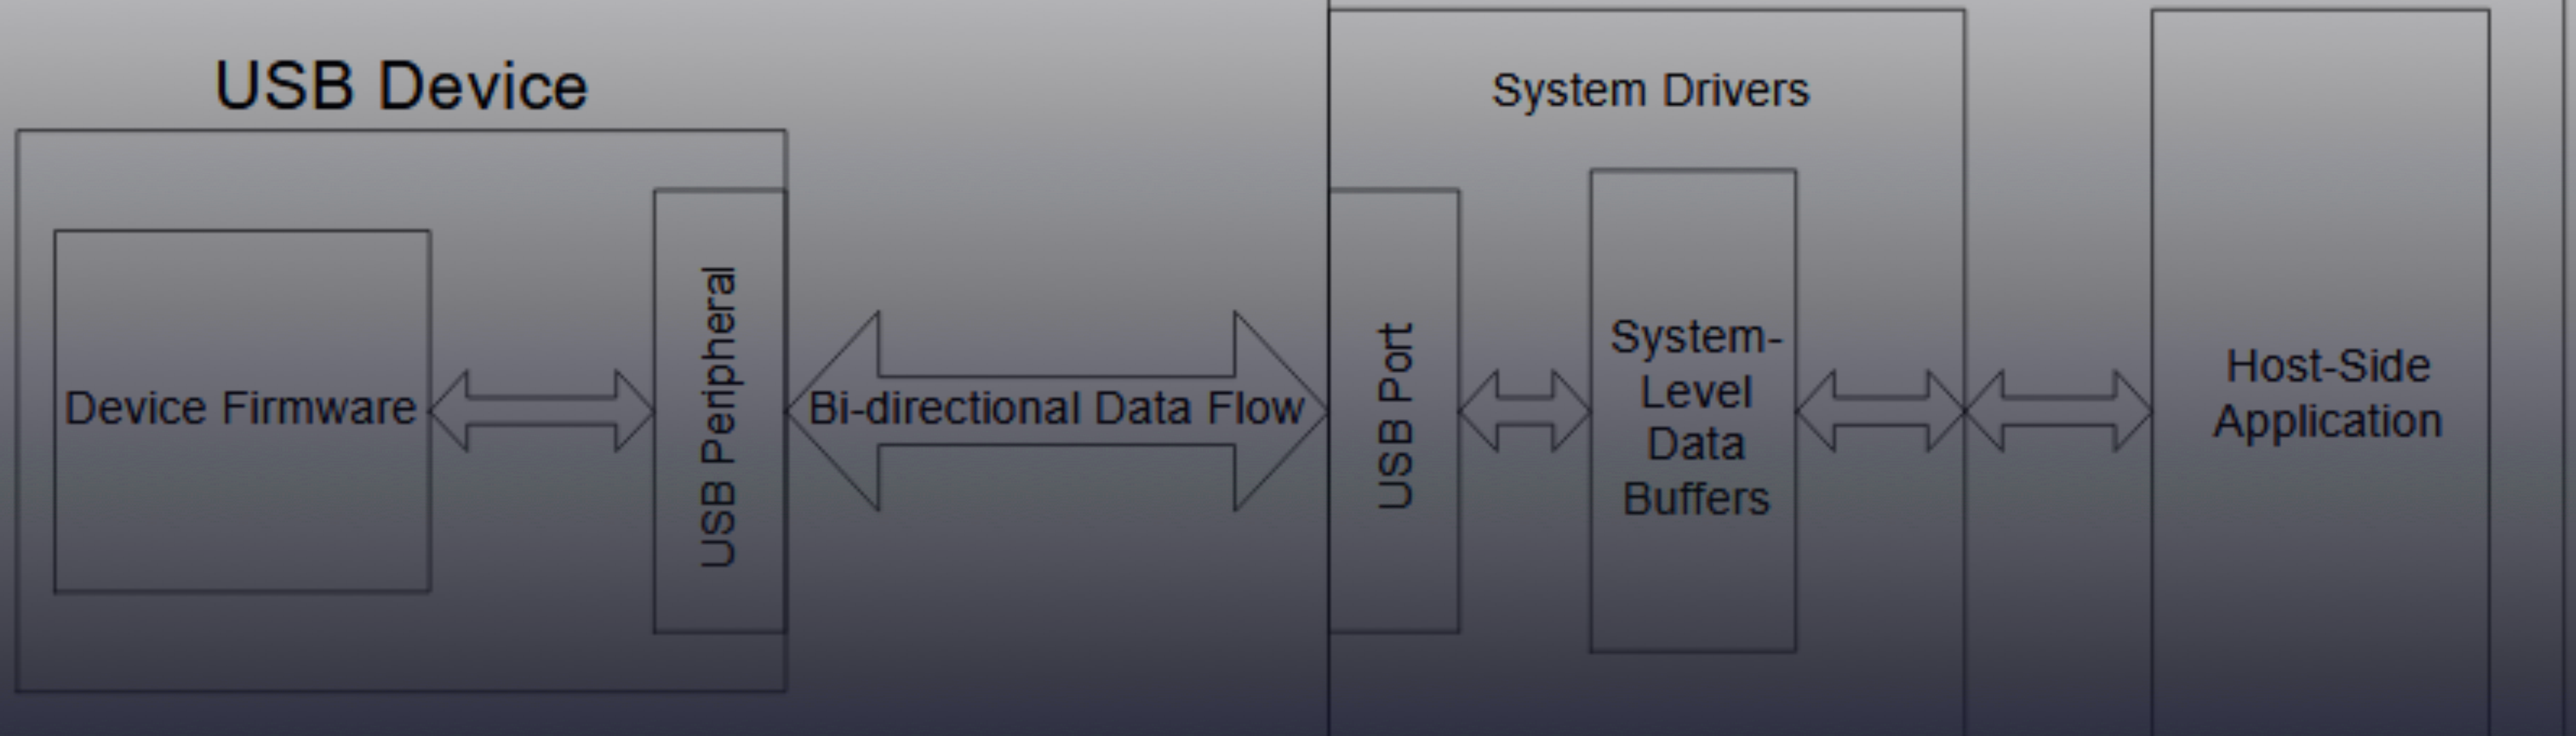 USB Device
Device Firmware
USB Peripheral
Bi-directional Data Flow
System Drivers
USB Port
System-
Level
Data
Buffers
Host-Side
Application